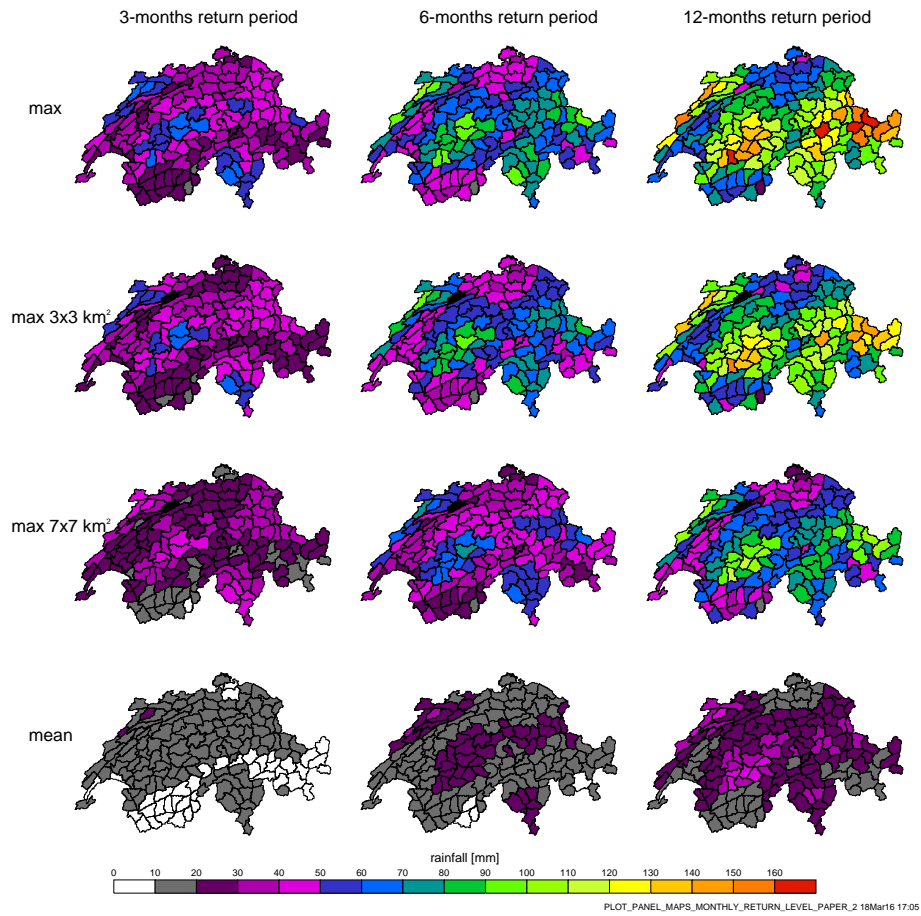 3-months return period 6-months return period 12-months return period
max
max 3x3 km²
max 7x7 km²
mean
rainfall [mm]
0 10 20 30 40 50 60 70 80 90 100 110 120 130 140 150 160
PLOT_PANEL_MAPS_MONTHLY_RETURN_LEVEL_PAPER_2 18Mar16 17:05